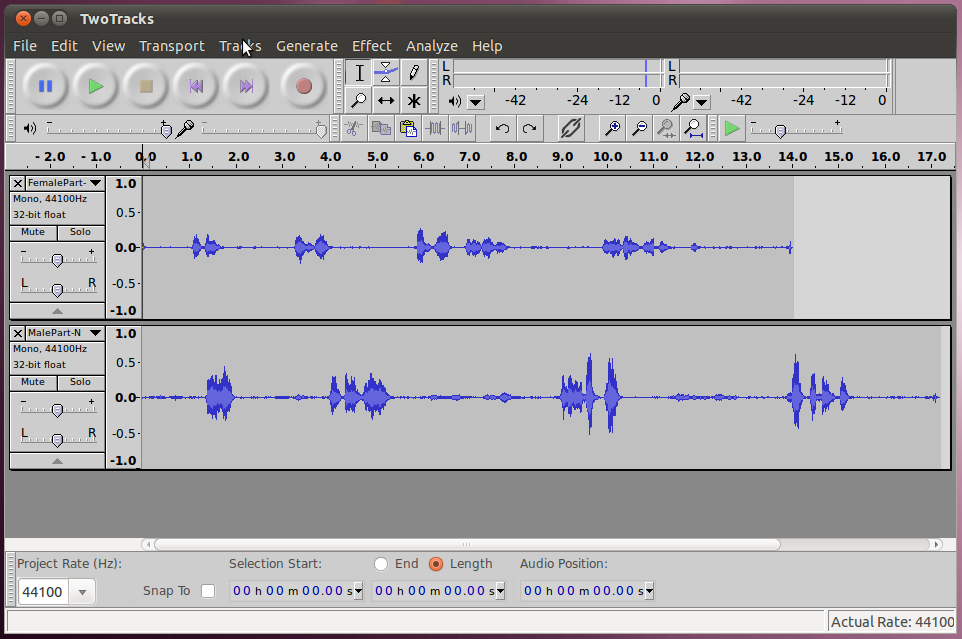 TwoTracks
File Edit View Transport Tracks Generate Effect Analyze Help
L
R
-42 -24 -12 0
L
R
-42 -24 -12 0
- 2.0 - 1.0 0.0 1.0 2.0 3.0 4.0 5.0 6.0 7.0 8.0 9.0 10.0 11.0 12.0 13.0 14.0 15.0 16.0 17.0
FemalePart-
Mono, 44100Hz
32-bit float
Mute Solo
- +
L R
1.0
0.5-
0.0-
-0.5-
-1.0
MalePart-N
Mono, 44100Hz
32-bit float
Mute Solo
- +
L R
1.0
0.5-
0.0-
-0.5-
-1.0
Project Rate (Hz): Selection Start: End Length Audio Position:
44100 Snap To 00 h 00 m 00.00 s 00 h 00 m 00.00 s 00 h 00 m 00.00 s
Actual Rate: 44100